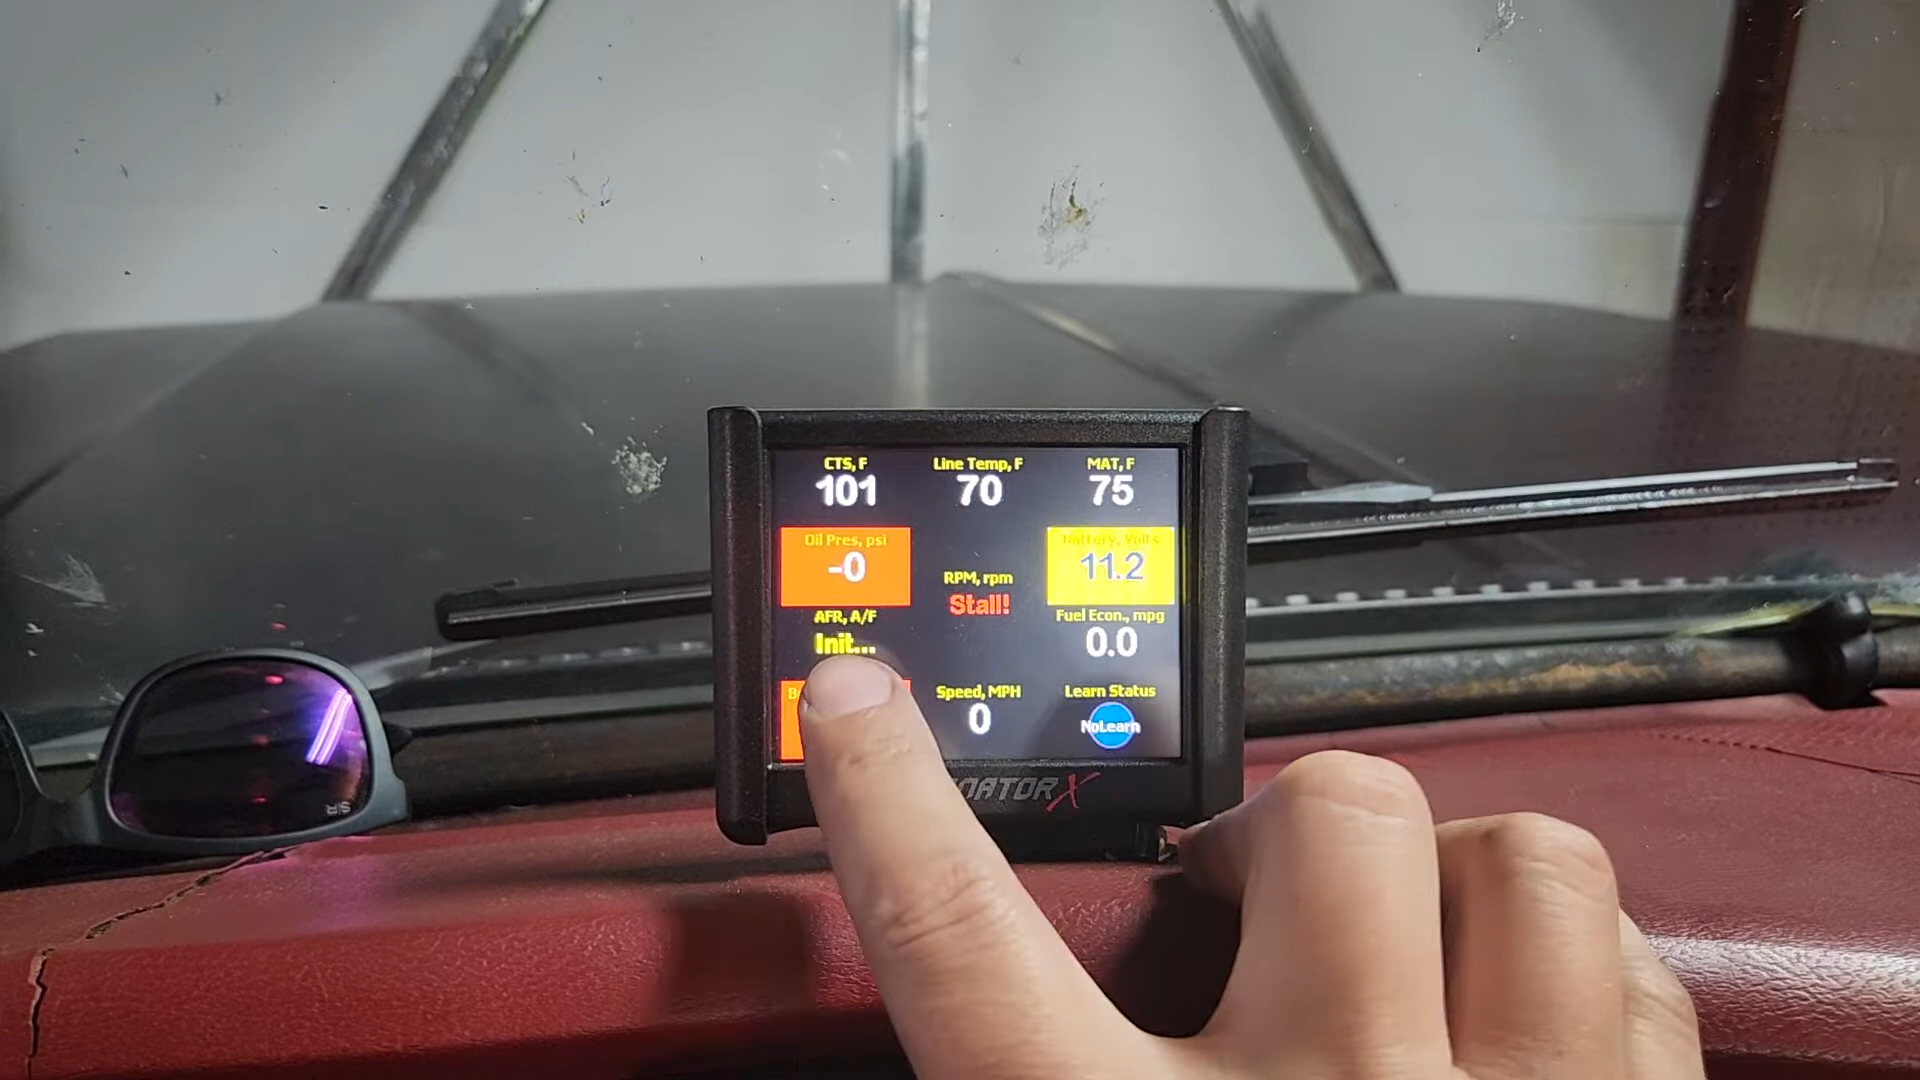 CTS, F
101
Line Temp, F
70
MAT, F
75
Oil Pres, psi
-0
RPM, rpm
Stall!
Battery, Volts
11.2
AFR, A/F
Init...
Fuel Econ., mpg
0.0
Speed, MPH
0
Learn Status
NoLearn
NATOR X